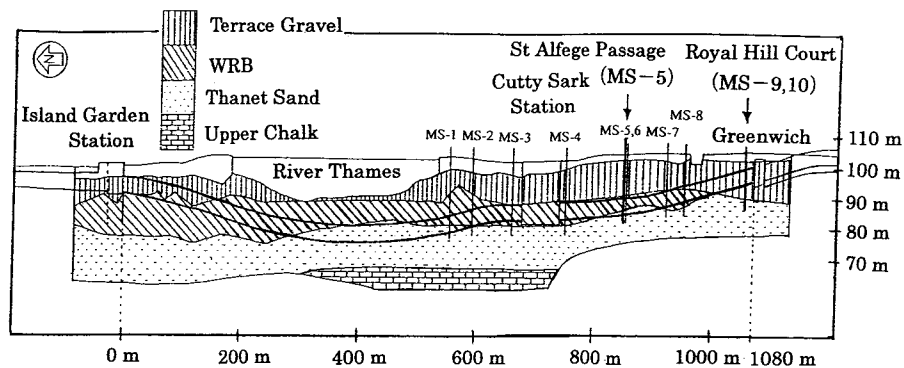 Terrace Gravel
WRB
Thanet Sand
Upper Chalk
N
Island Garden
Station
River Thames
St Alfege Passage
(MS-5)
Cutty Sark
Station
Royal Hill Court
(MS-9,10)
Greenwich
MS-1
MS-2
MS-3
MS-4
MS-5,6
MS-7
MS-8
110 m
100 m
90 m
80 m
70 m
0 m
200 m
400 m
600 m
800 m
1000 m
1080 m